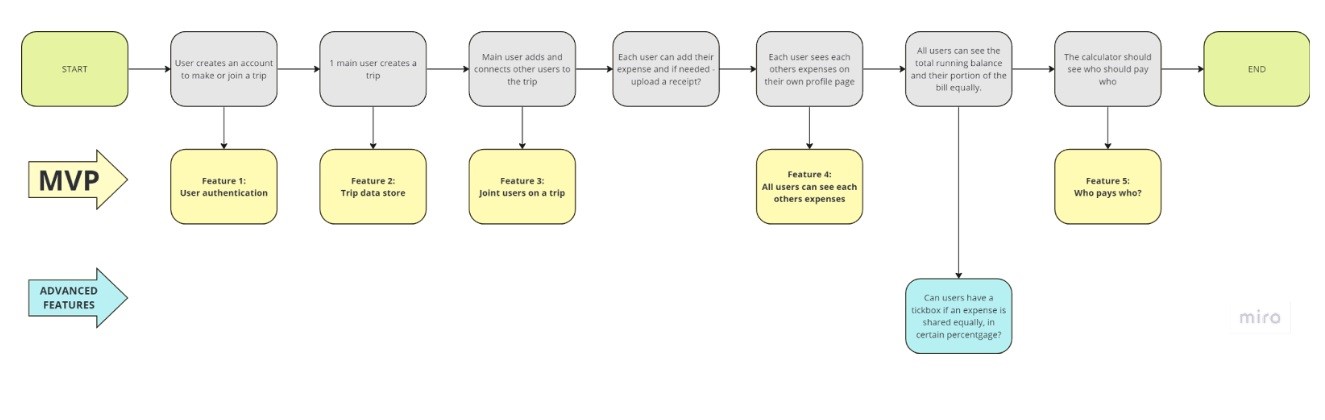 START
User creates an account
to make or join a trip
1 main user creates a
trip
Main user adds and
connects other users to
the trip
Each user can add their
expense and if needed -
upload a receipt?
Each user sees each
others expenses on
their own profile page
All users can see the
total running balance
and their portion of the
bill equally.
The calculator should
see who should pay
who
END
MVP
Feature 1:
User authentication
Feature 2:
Trip data store
Feature 3:
Joint users on a trip
Feature 4:
All users can see each
others expenses
Feature 5:
Who pays who?
ADVANCED
FEATURES
Can users have a
tickbox if an expense is
shared equally, in
certain percentgage?
miro